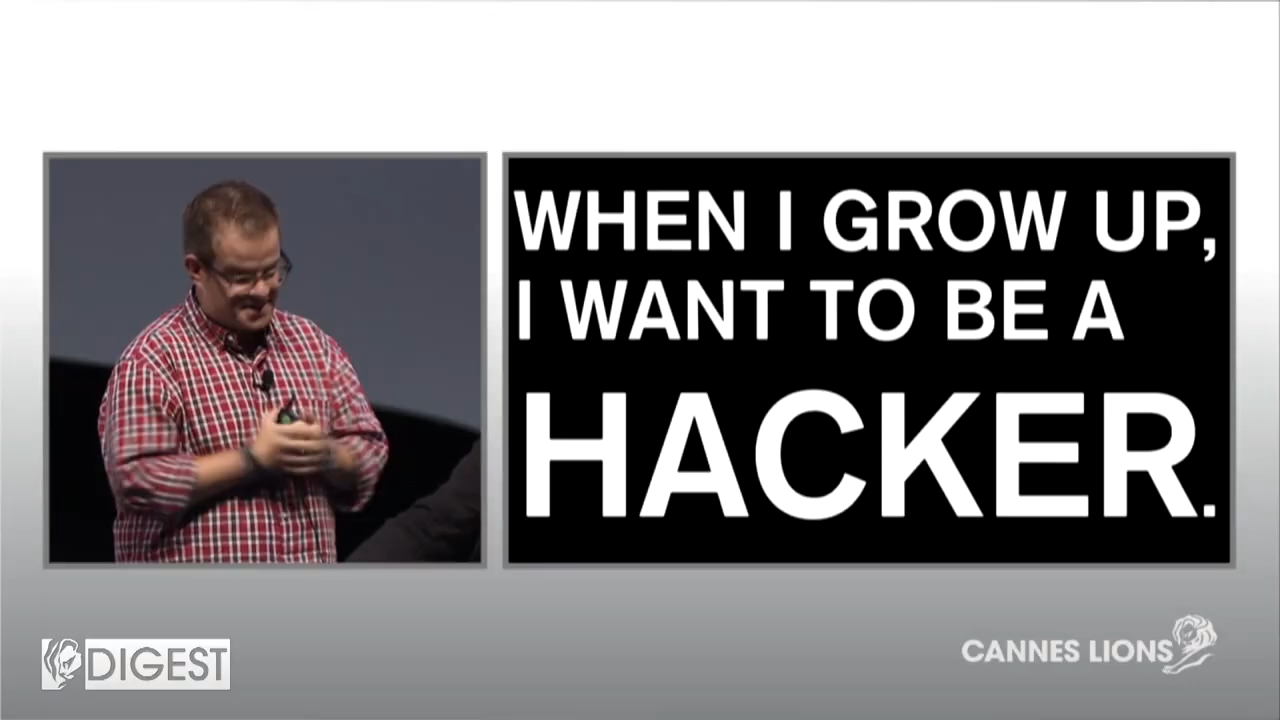 WHEN I GROW UP,
I WANT TO BE A
HACKER.
DIGEST
CANNES LIONS